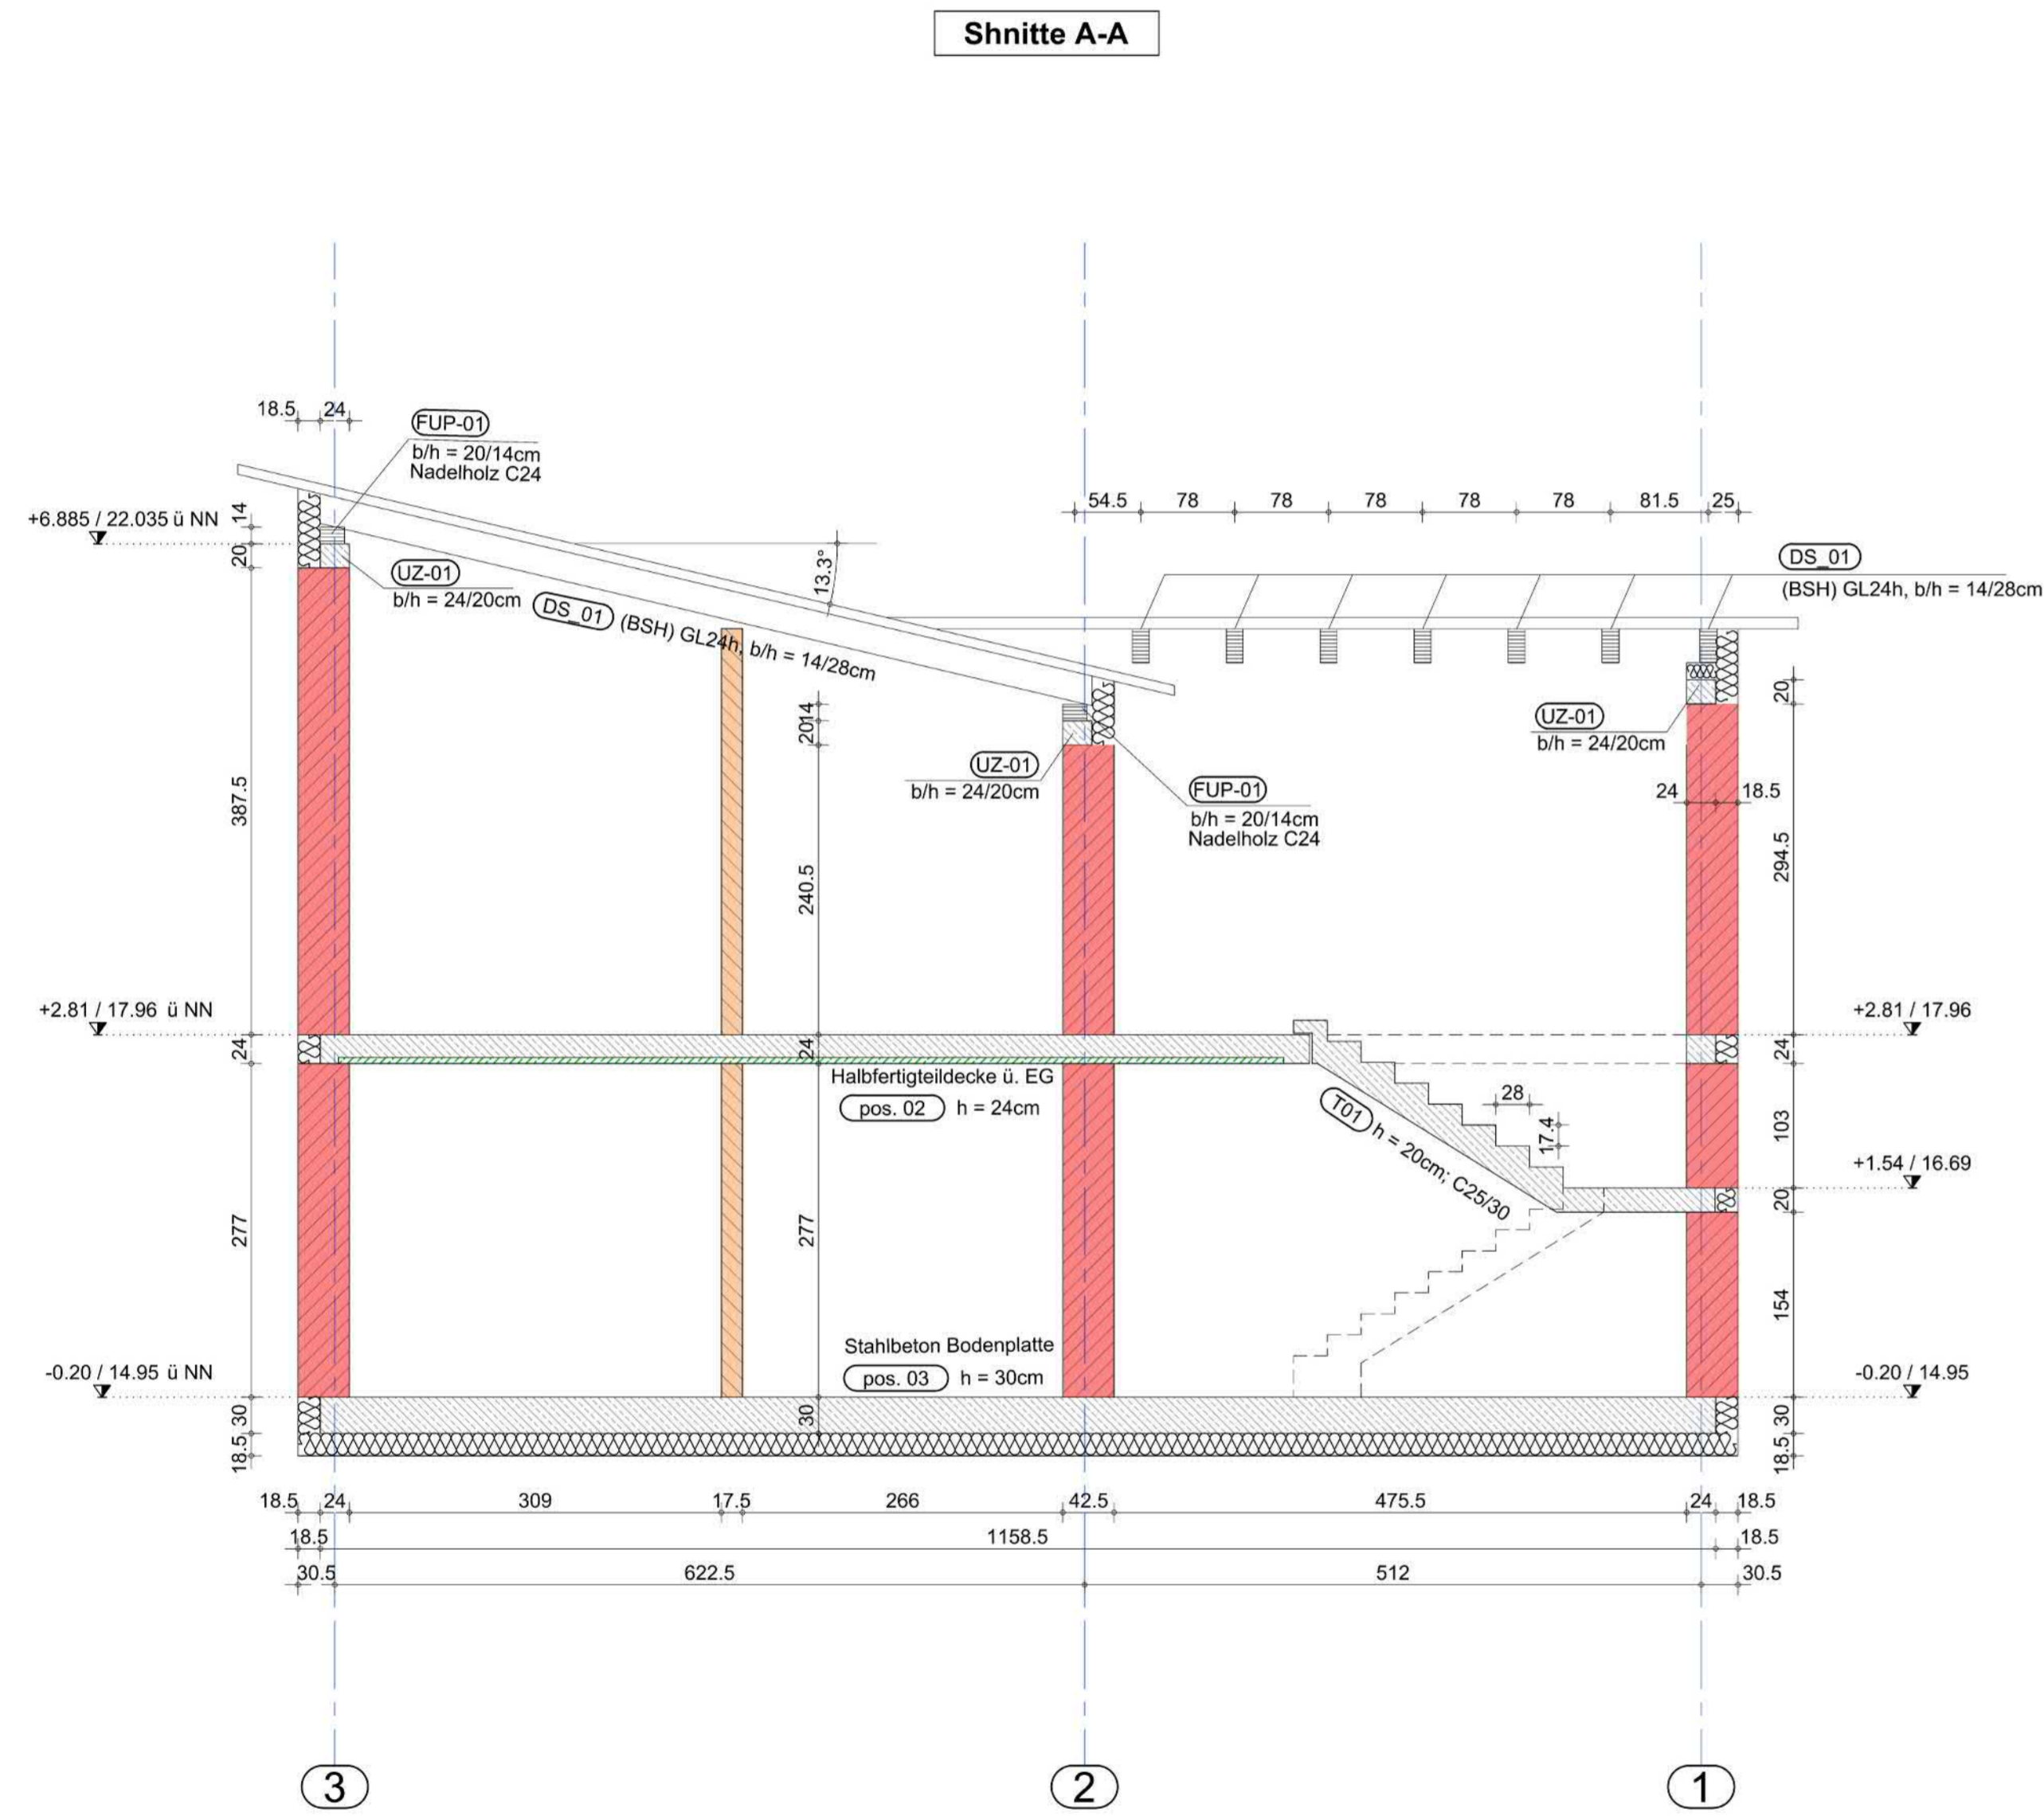 Shnitte A-A
18.5 24
FUP-01
b/h = 20/14cm
Nadelholz C24
+6.885 / 22.035 ü NN
14
20
UZ-01
b/h = 24/20cm
DS_01 (BSH) GL24h, b/h = 14/28cm
13.3°
54.5 78 78 78 78 78 81.5 25
DS_01
(BSH) GL24h, b/h = 14/28cm
20
UZ-01
b/h = 24/20cm
24 18.5
294.5
14
20
UZ-01
b/h = 24/20cm
FUP-01
b/h = 20/14cm
Nadelholz C24
387.5
240.5
+2.81 / 17.96 ü NN
+2.81 / 17.96
24
24
24
Halbfertigteildecke ü. EG
pos. 02 h = 24cm
T01 h = 20cm; C25/30
28
17.4
103
+1.54 / 16.69
20
277
277
154
Stahlbeton Bodenplatte
pos. 03 h = 30cm
-0.20 / 14.95 ü NN
-0.20 / 14.95
30
30
30
18.5
18.5
18.5 24 309 17.5 266 42.5 475.5 24 18.5
18.5 1158.5 18.5
30.5 622.5 512 30.5
3 2 1